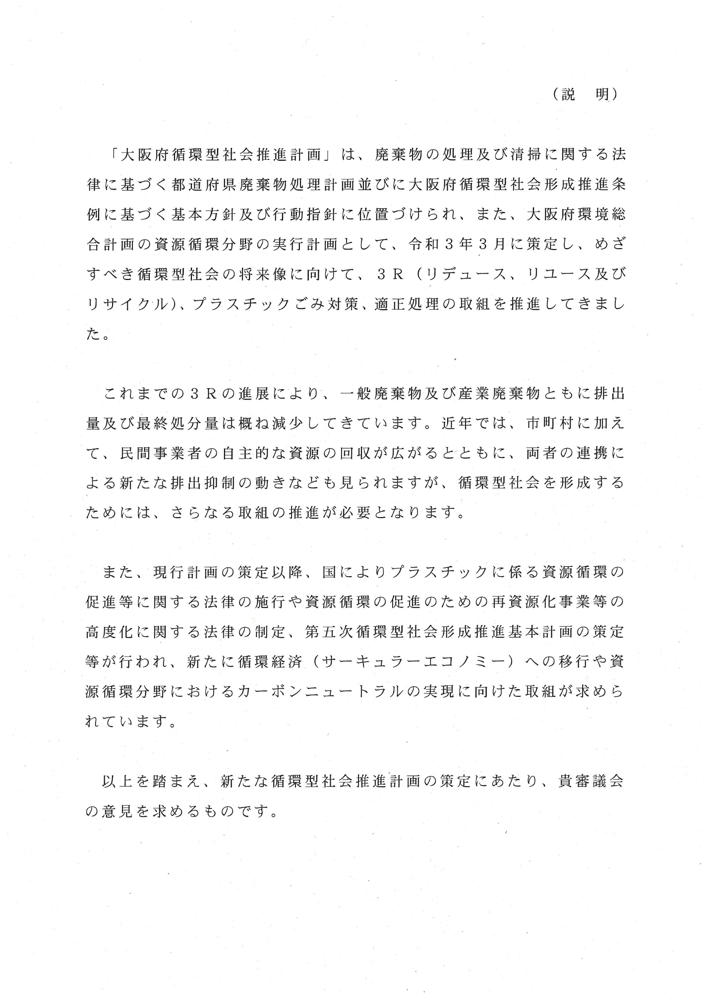 （説　明）
「大阪府循環型社会推進計画」は、廃棄物の処理及び清掃に関する法
律に基づく都道府県廃棄物処理計画並びに大阪府循環型社会形成推進条
例に基づく基本方針及び行動指針に位置づけられ、また、大阪府環境総
合計画の資源循環分野の実行計画として、令和３年３月に策定し、めざ
すべき循環型社会の将来像に向けて、３Ｒ（リデュース、リユース及び
リサイクル）、プラスチックごみ対策、適正処理の取組を推進してきまし
た。
これまでの３Ｒの進展により、一般廃棄物及び産業廃棄物ともに排出
量及び最終処分量は概ね減少してきています。近年では、市町村に加え
て、民間事業者の自主的な資源の回収が広がるとともに、両者の連携に
よる新たな排出抑制の動きなども見られますが、循環型社会を形成する
ためには、さらなる取組の推進が必要となります。
また、現行計画の策定以降、国によりプラスチックに係る資源循環の
促進等に関する法律の施行や資源循環の促進のための再資源化事業等の
高度化に関する法律の制定、第五次循環型社会形成推進基本計画の策定
等が行われ、新たに循環経済（サーキュラーエコノミー）への移行や資
源循環分野におけるカーボンニュートラルの実現に向けた取組が求めら
れています。
以上を踏まえ、新たな循環型社会推進計画の策定にあたり、貴審議会
の意見を求めるものです。